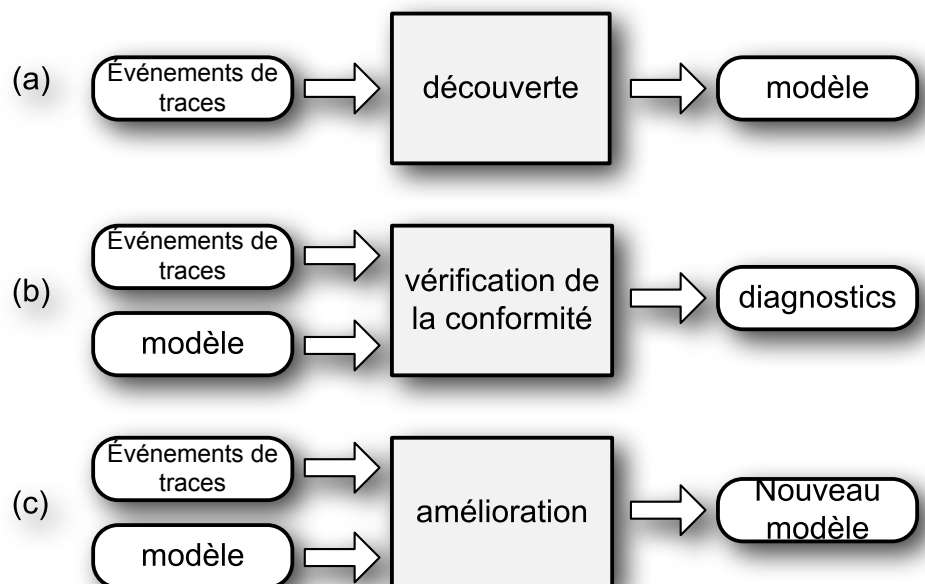 (a)
Événements de
traces
découverte
modèle
(b)
Événements de
traces
modèle
vérification de
la conformité
diagnostics
(c)
Événements de
traces
modèle
amélioration
Nouveau
modèle